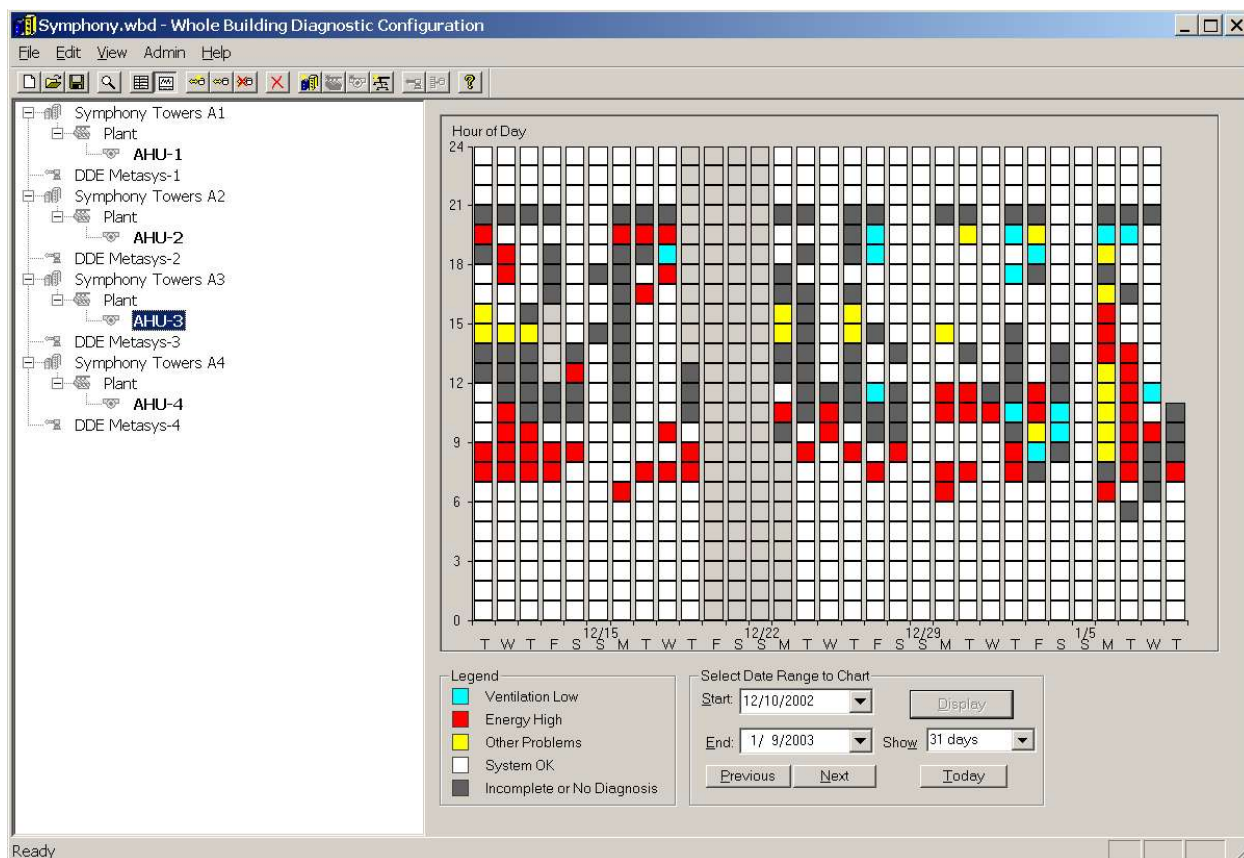 Symphony.wbd - Whole Building Diagnostic Configuration
File Edit View Admin Help
Symphony Towers A1
Plant
AHU-1
DDE Metasys-1
Symphony Towers A2
Plant
AHU-2
DDE Metasys-2
Symphony Towers A3
Plant
AHU-3
DDE Metasys-3
Symphony Towers A4
Plant
AHU-4
DDE Metasys-4
Hour of Day
24
21
18
15
12
9
6
3
0
12/15 12/22 12/29 1/5
T W T F S S M T W T F S S M T W T F S S M T W T F S S M T W T
Legend
Ventilation Low
Energy High
Other Problems
System OK
Incomplete or No Diagnosis
Select Date Range to Chart
Start: 12/10/2002 Display
End: 1/ 9/2003 Show 31 days
Previous Next Today
Ready